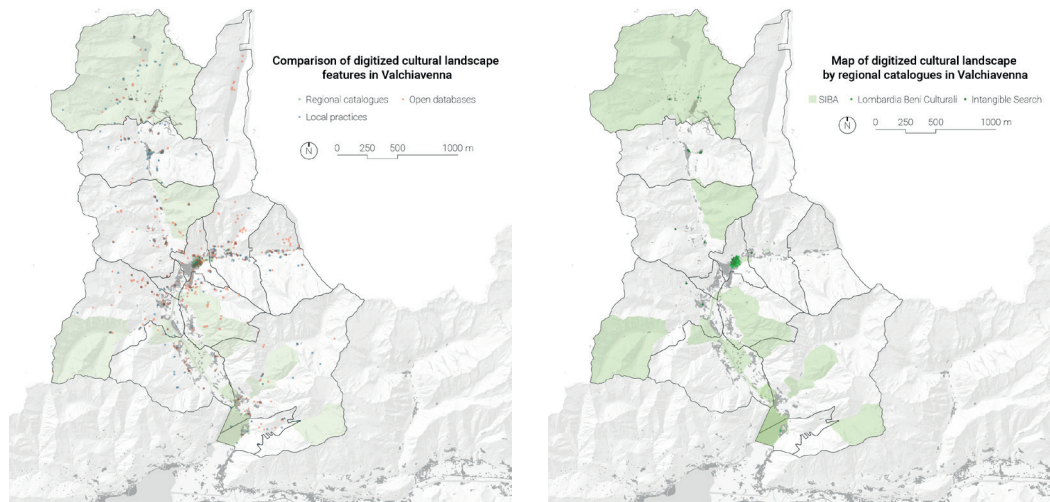 Comparison of digitized cultural landscape
features in Valchiavenna
Regional catalogues Open databases
Local practices
N 0 250 500 1000 m
Map of digitized cultural landscape
by regional catalogues in Valchiavenna
SIBA Lombardia Beni Culturali Intangible Search
N 0 250 500 1000 m